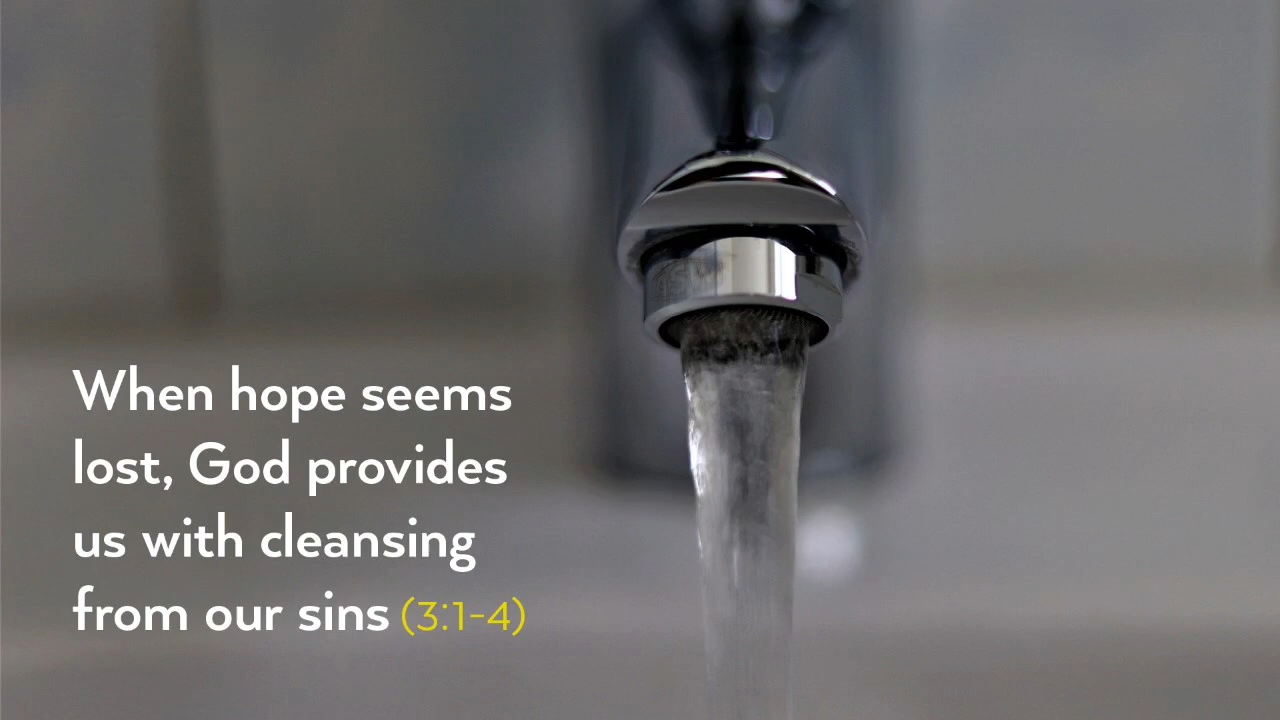 When hope seems
lost, God provides
us with cleansing
from our sins (3:1-4)